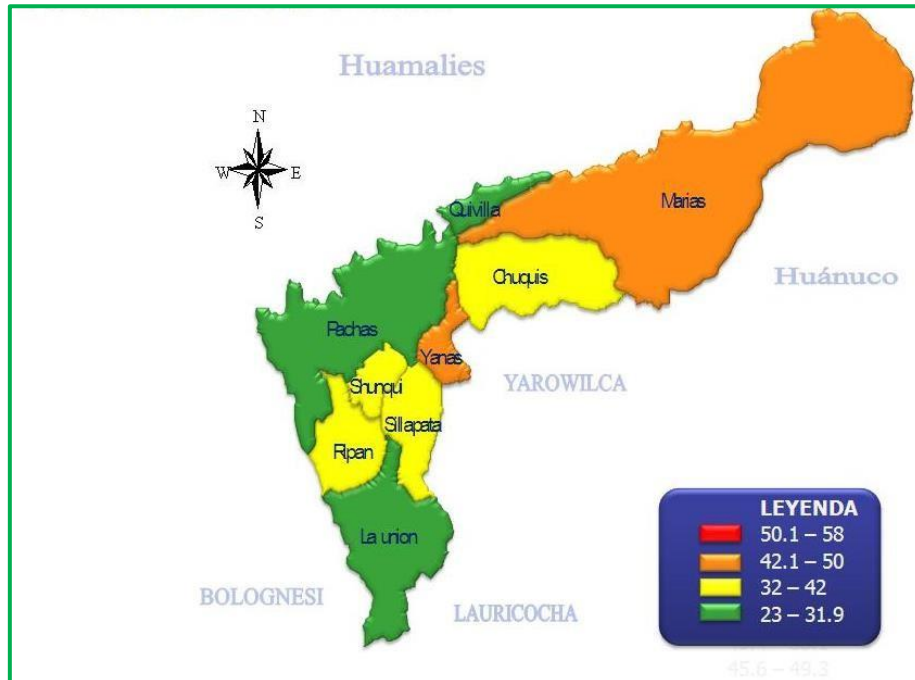 Huamalies
N
W
E
S
Quivilla
Marias
Chuquis
Huánuco
Pachas
Yanas
YAROWILCA
Shunqui
Sillapata
Ripan
La union
BOLOGNESI
LAURICOCHA
LEYENDA
50.1 – 58
42.1 – 50
32 – 42
23 – 31.9
45.6 – 49.3